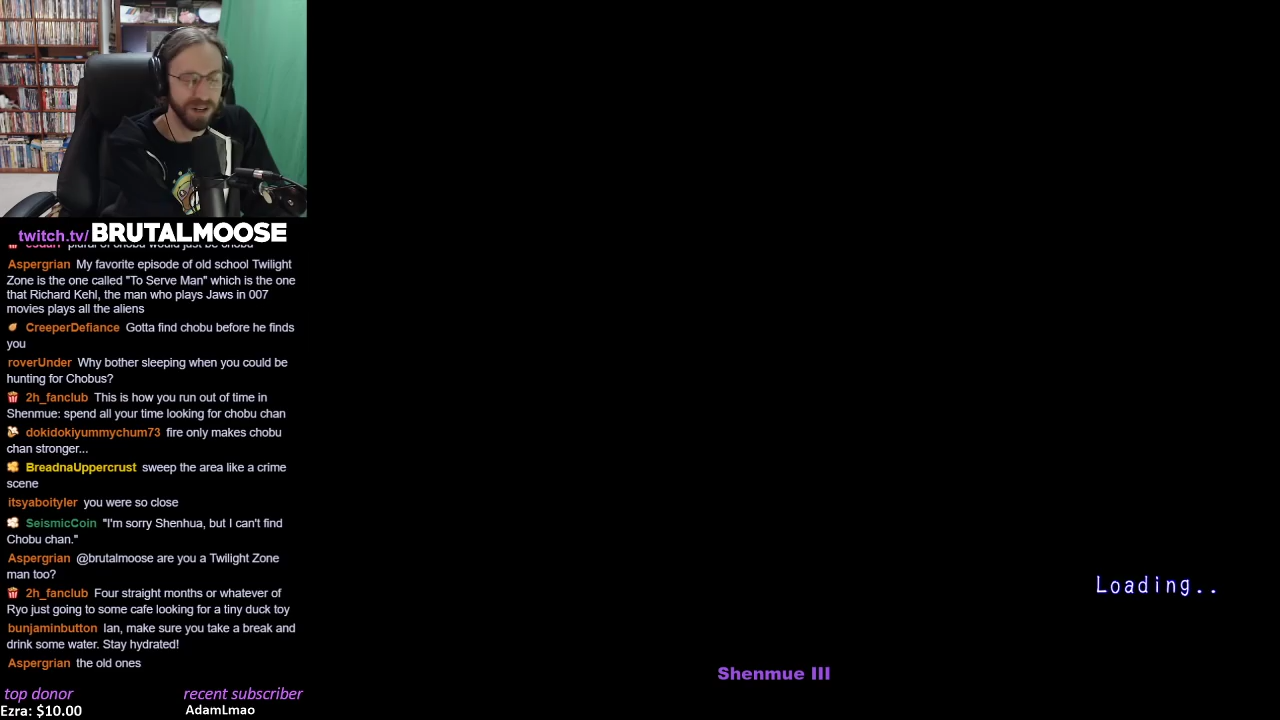 twitch.tv/BRUTALMOOSE
esdarr plural of chobu would just be chobu
Aspergrian My favorite episode of old school Twilight
Zone is the one called "To Serve Man" which is the one
that Richard Kehl, the man who plays Jaws in 007
movies plays all the aliens
CreeperDefiance Gotta find chobu before he finds
you
roverUnder Why bother sleeping when you could be
hunting for Chobus?
2h_fanclub This is how you run out of time in
Shenmue: spend all your time looking for chobu chan
dokidokiyummychum73 fire only makes chobu
chan stronger...
BreadnaUppercrust sweep the area like a crime
scene
itsyaboityler you were so close
SeismicCoin "I'm sorry Shenhua, but I can't find
Chobu chan."
Aspergrian @brutalmoose are you a Twilight Zone
man too?
2h_fanclub Four straight months or whatever of
Ryo just going to some cafe looking for a tiny duck toy
bunjaminbutton Ian, make sure you take a break and
drink some water. Stay hydrated!
Aspergrian the old ones
top donor recent subscriber
Ezra: $10.00 AdamLmao
Loading..
Shenmue III